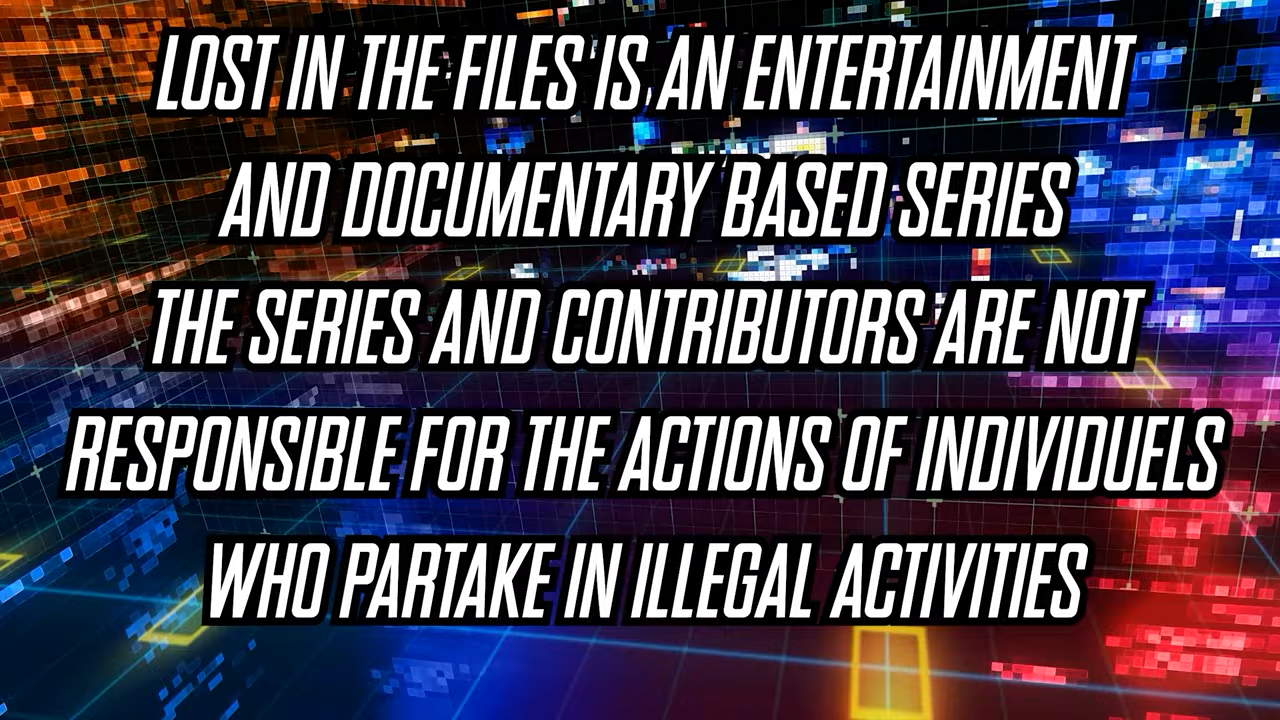 LOST IN THE FILES IS AN ENTERTAINMENT
AND DOCUMENTARY BASED SERIES
THE SERIES AND CONTRIBUTORS ARE NOT
RESPONSIBLE FOR THE ACTIONS OF INDIVIDUELS
WHO PARTAKE IN ILLEGAL ACTIVITIES